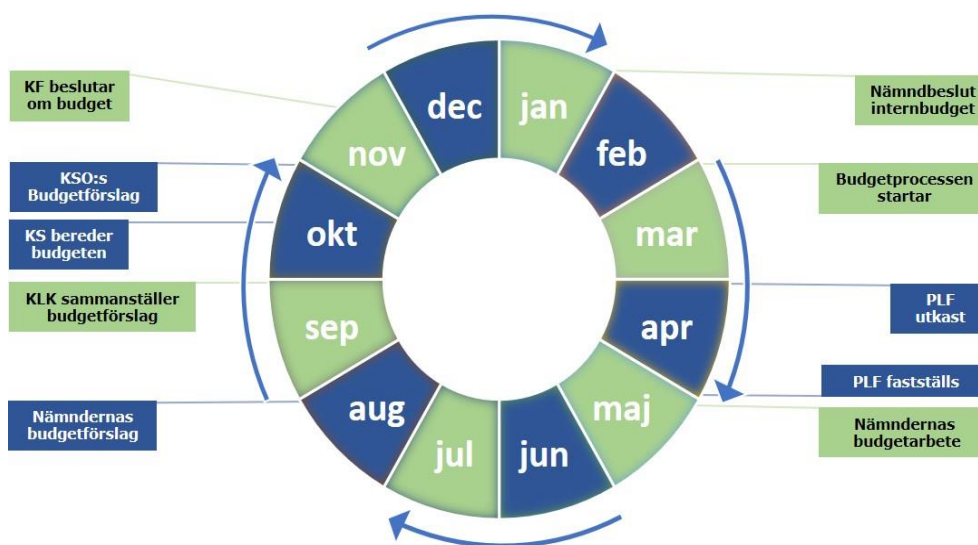 KF beslutar
om budget
KSO:s
Budgetförslag
KS bereder
budgeten
KLK sammanställer
budgetförslag
Nämndernas
budgetförslag
jan
feb
mar
apr
maj
jun
jul
aug
sep
okt
nov
dec
Nämndbeslut
internbudget
Budgetprocessen
startar
PLF
utkast
PLF fastställs
Nämndernas
budgetarbete